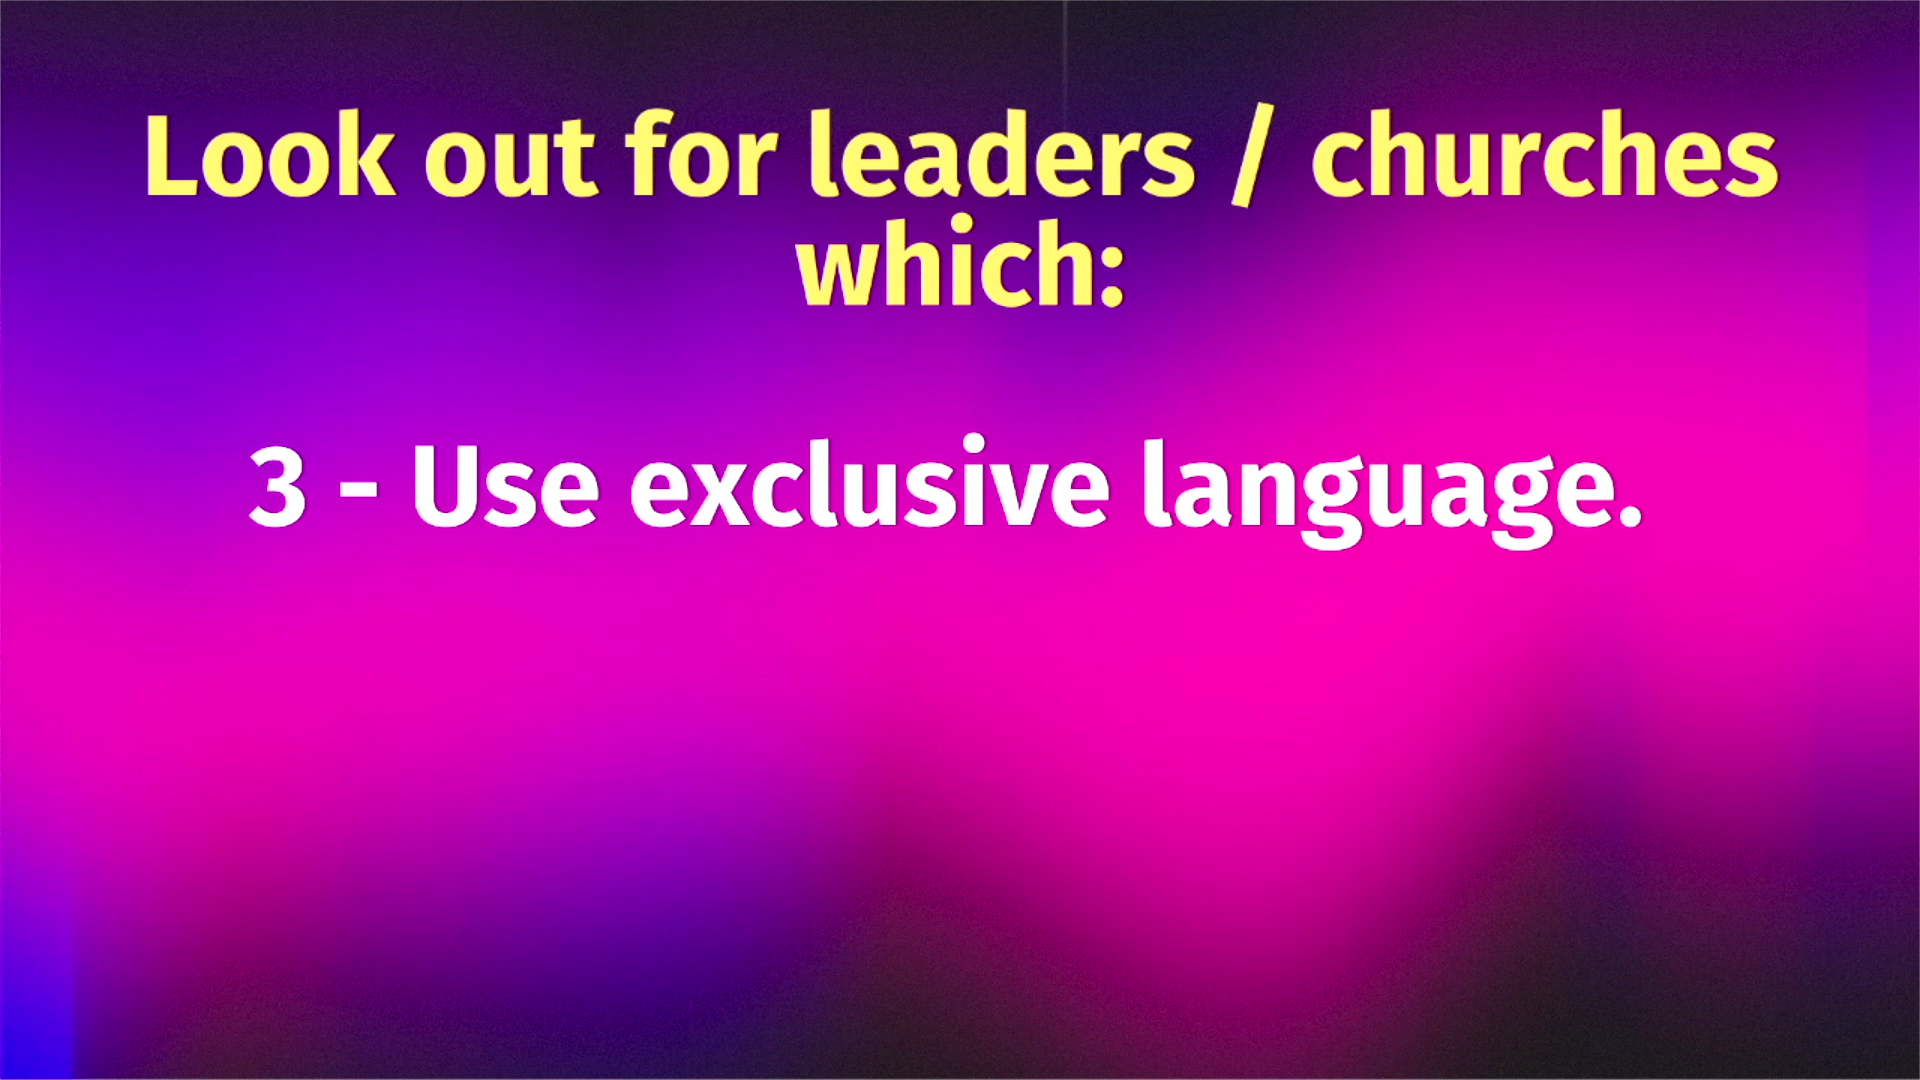 Look out for leaders / churches
which:
3 - Use exclusive language.